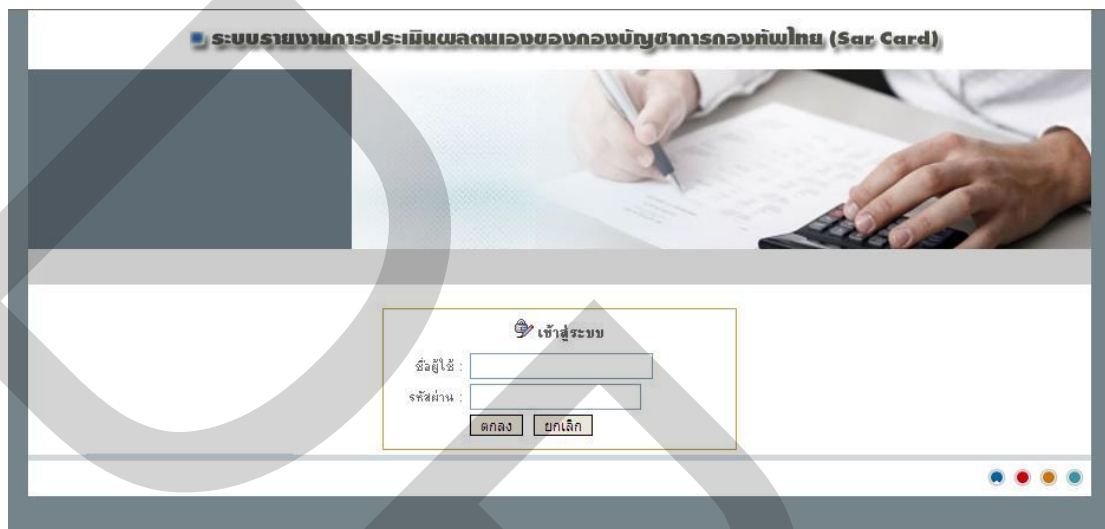 ระบบรายงานการประเมินผลตนเองของกองบัญชาการกองทัพไทย (Sar Card)
เข้าสู่ระบบ
ชื่อผู้ใช้ :
รหัสผ่าน :
ตกลง ยกเลิก